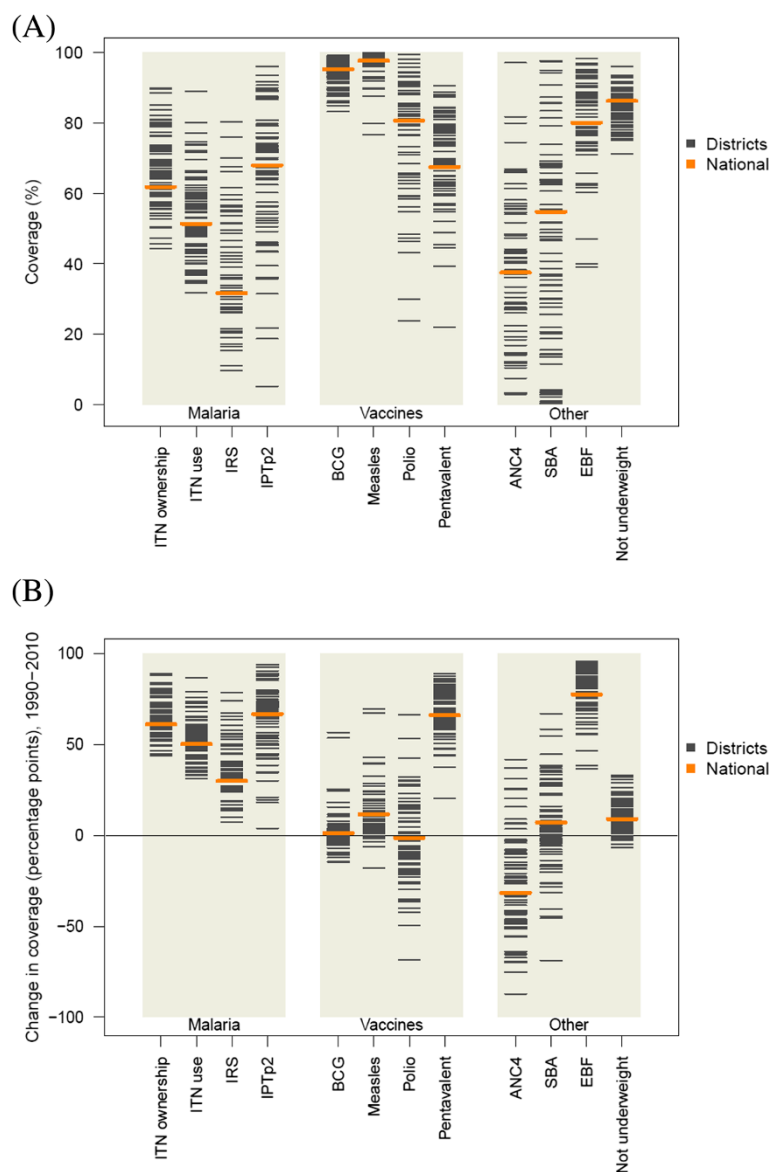 (A)
100
80
60
40
20
0
Coverage (%)
Malaria
Vaccines
Other
Districts
National
ITN ownership
ITN use
IRS
IPTp2
BCG
Measles
Polio
Pentavalent
ANC4
SBA
EBF
Not underweight
(B)
100
50
0
−50
−100
Change in coverage (percentage points), 1990−2010
Malaria
Vaccines
Other
Districts
National
ITN ownership
ITN use
IRS
IPTp2
BCG
Measles
Polio
Pentavalent
ANC4
SBA
EBF
Not underweight